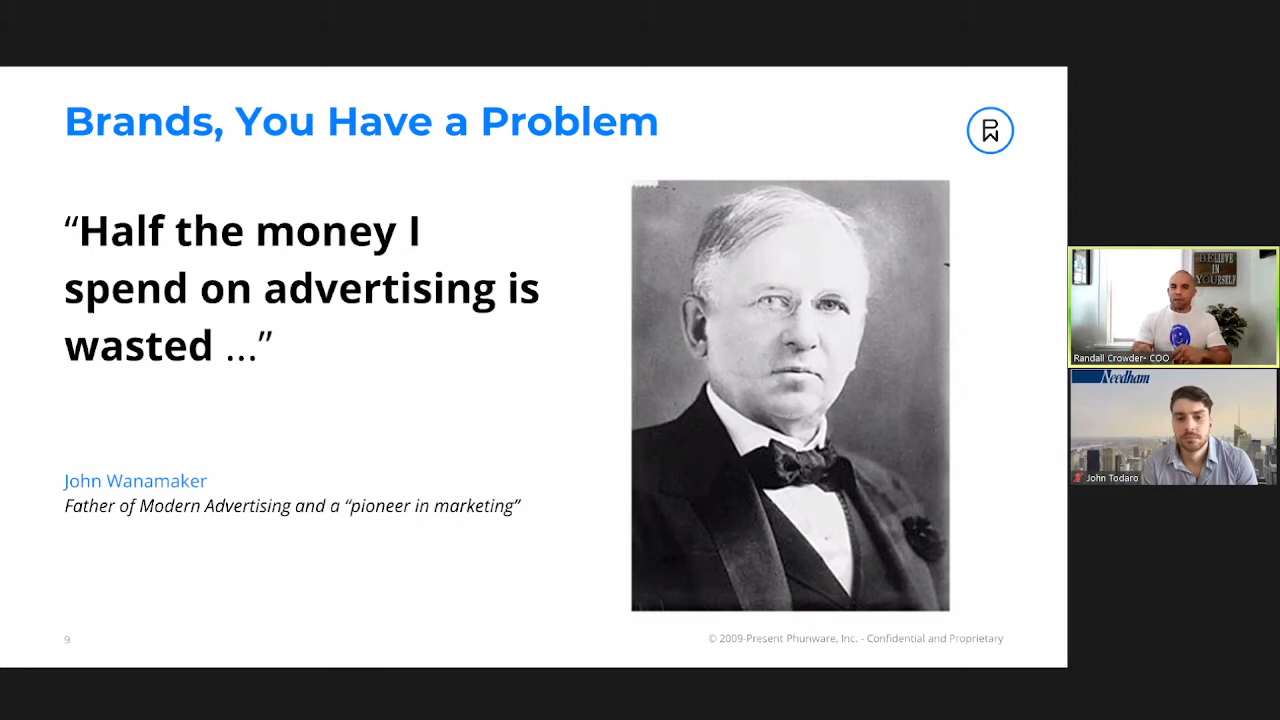 Brands, You Have a Problem
“Half the money I
spend on advertising is
wasted ...”
John Wanamaker
Father of Modern Advertising and a “pioneer in marketing”
9
© 2009-Present Phunware, Inc. - Confidential and Proprietary
BELIEVE
IN
YOURSELF
Randall Crowder- COO
Needham
John Todaro